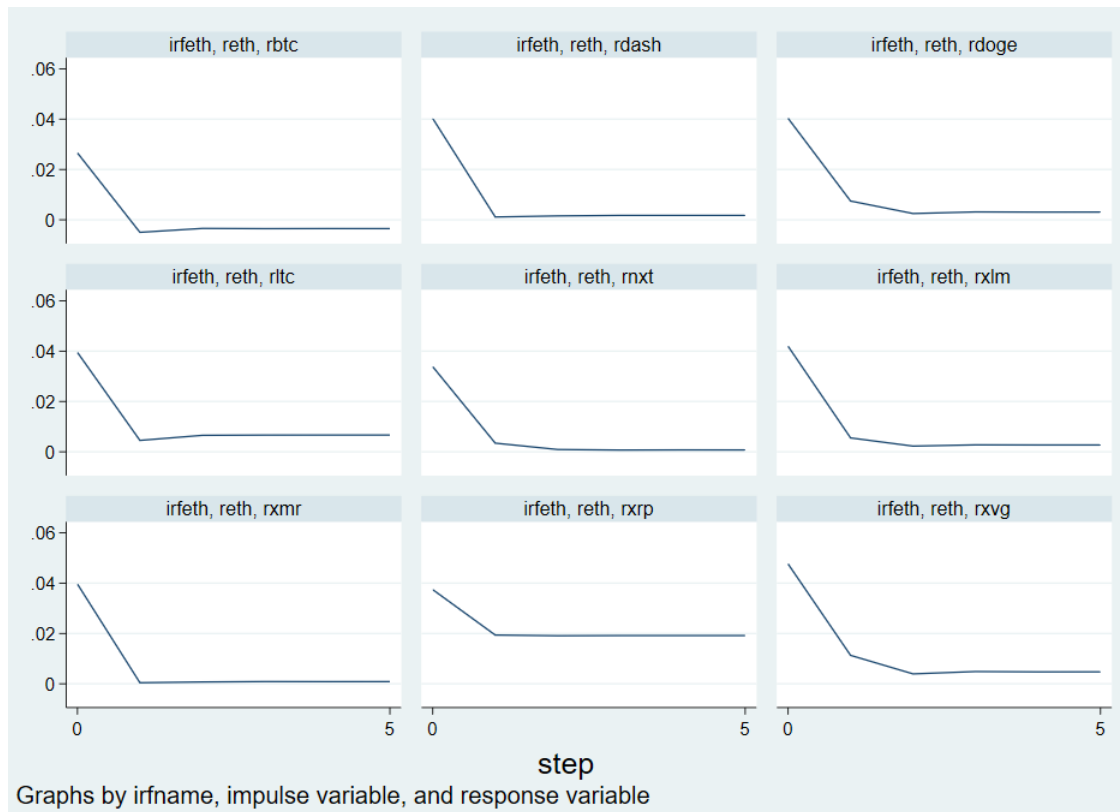 irfeth, reth, rbtc
irfeth, reth, rdash
irfeth, reth, rdoge
.06
.04
.02
0
irfeth, reth, rltc
irfeth, reth, rnxt
irfeth, reth, rxlm
.06
.04
.02
0
irfeth, reth, rxmr
irfeth, reth, rxrp
irfeth, reth, rxvg
.06
.04
.02
0
0 5 0 5 0 5
step
Graphs by irfname, impulse variable, and response variable